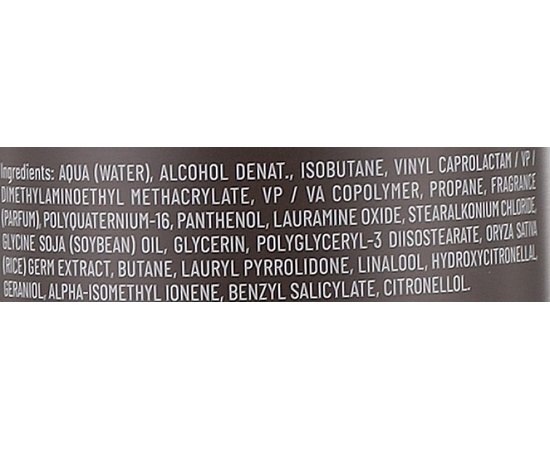 Ingredients: AQUA (WATER), ALCOHOL DENAT., ISOBUTANE, VINYL CAPROLACTAM / VP /
DIMETHYLAMINOETHYL METHACRYLATE, VP / VA COPOLYMER, PROPANE, FRAGRANCE
(PARFUM), POLYQUATERNIUM-16, PANTHENOL, LAURAMINE OXIDE, STEARALKONIUM CHLORIDE,
GLYCINE SOJA (SOYBEAN) OIL, GLYCERIN, POLYGLYCERYL-3 DIISOSTEARATE, ORYZA SATIVA
(RICE) GERM EXTRACT, BUTANE, LAURYL PYRROLIDONE, LINALOOL, HYDROXYCITRONELLAL,
GERANIOL, ALPHA-ISOMETHYL IONENE, BENZYL SALICYLATE, CITRONELLOL.